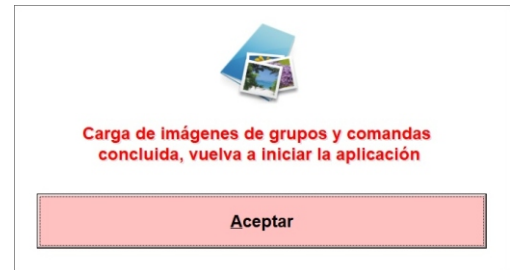 Carga de imágenes de grupos y comandas
concluida, vuelva a iniciar la aplicación
Aceptar